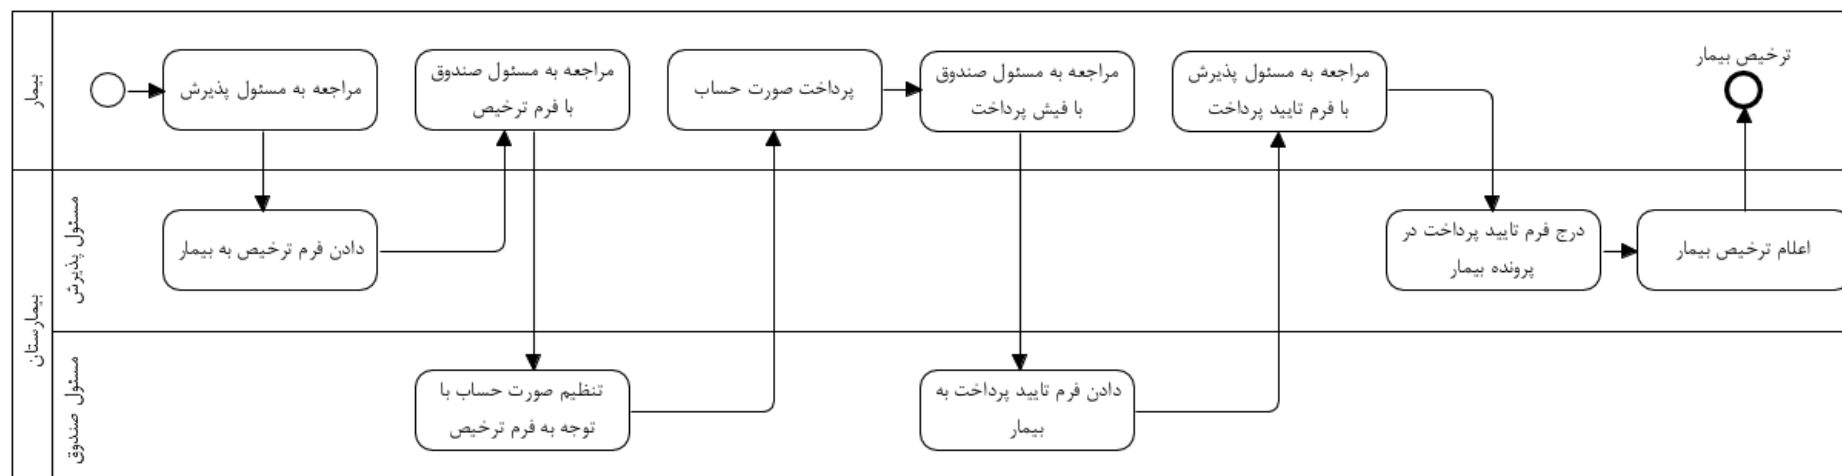 بیمار
مراجعه به مسئول پذیرش
مراجعه به مسئول صندوق
با فرم ترخیص
پرداخت صورت حساب
مراجعه به مسئول صندوق
با فیش پرداخت
مراجعه به مسئول پذیرش
با فرم تایید پرداخت
ترخیص بیمار
بیمارستان
مسئول پذیرش
دادن فرم ترخیص به بیمار
درج فرم تایید پرداخت در
پرونده بیمار
اعلام ترخیص بیمار
مسئول صندوق
تنظیم صورت حساب با
توجه به فرم ترخیص
دادن فرم تایید پرداخت به
بیمار